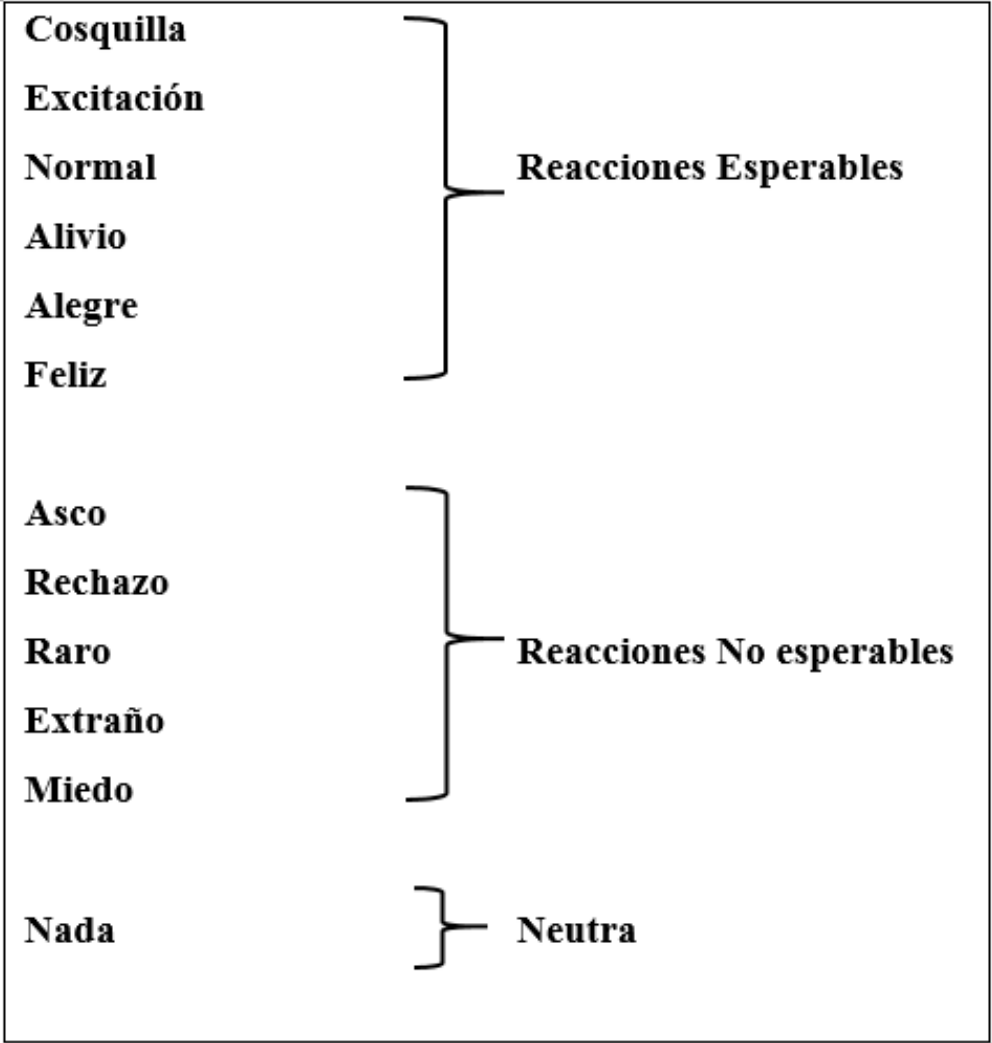 Cosquilla
Excitación
Normal
Reacciones Esperables
Alivio
Alegre
Feliz
Asco
Rechazo
Raro
Reacciones No esperables
Extraño
Miedo
Nada
Neutra